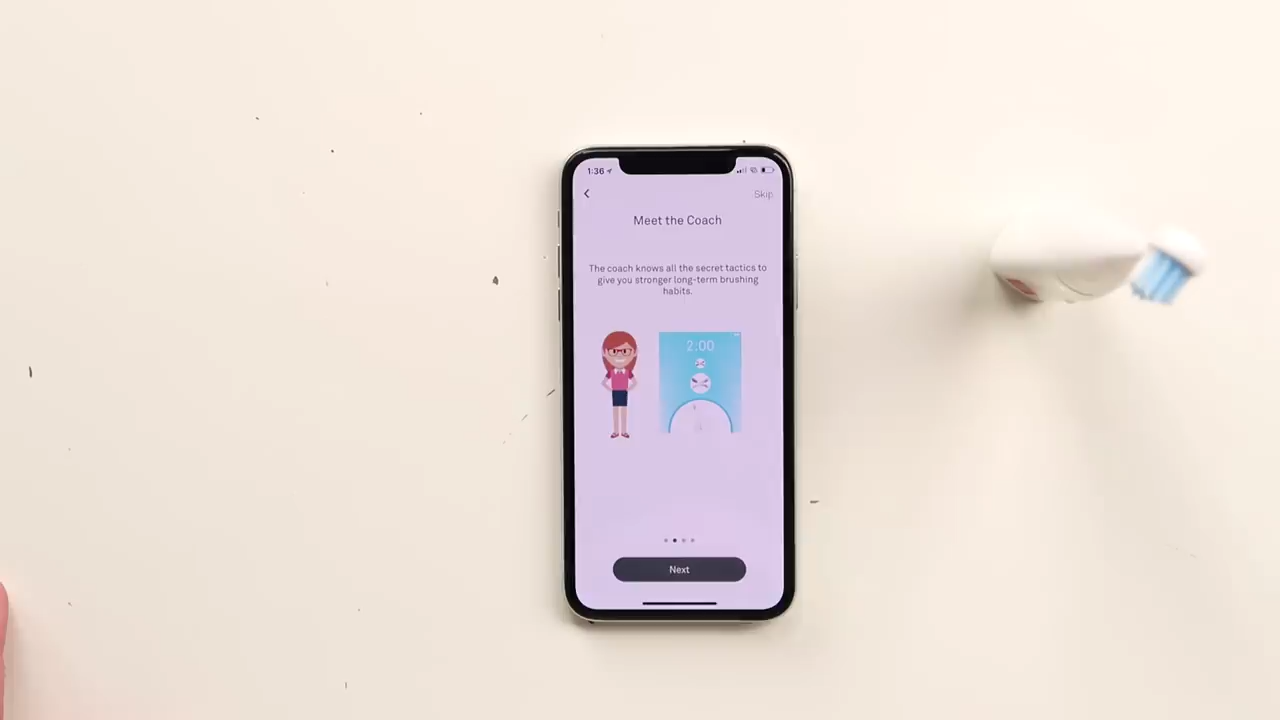 1:36
Skip
Meet the Coach
The coach knows all the secret tactics to
give you stronger long-term brushing
habits.
2:00
Next